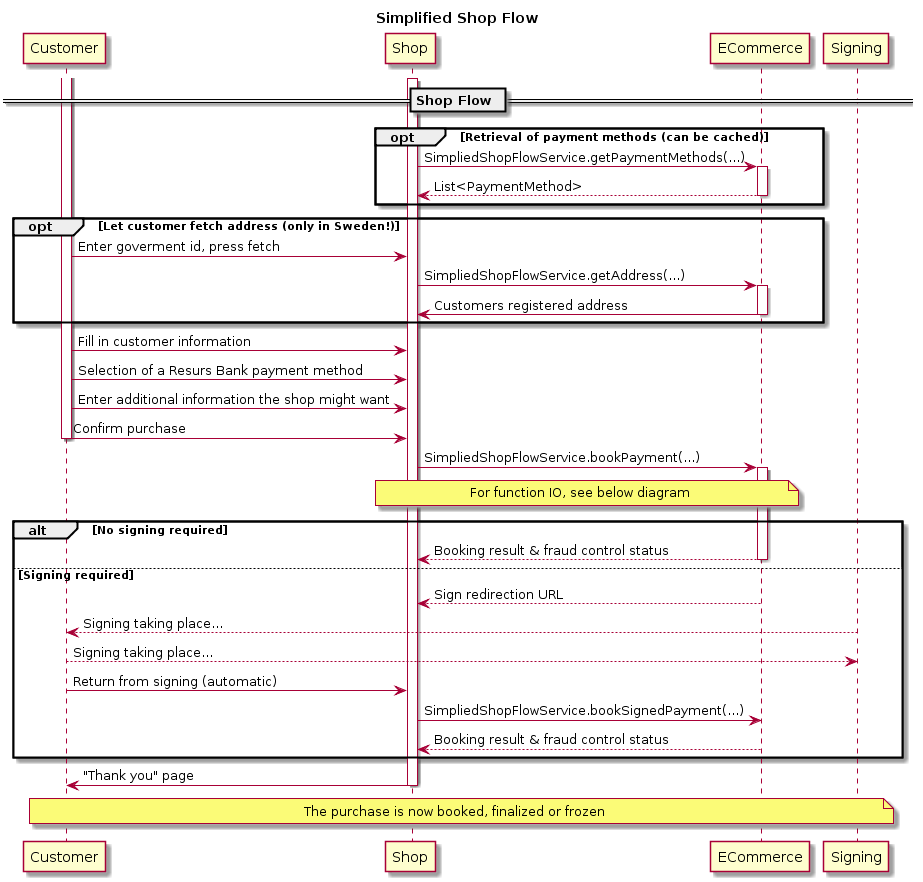 Simplified Shop Flow
Customer
Shop
ECommerce
Signing
Shop Flow
opt
[Retrieval of payment methods (can be cached)]
SimpliedShopFlowService.getPaymentMethods(...)
List<PaymentMethod>
opt
[Let customer fetch address (only in Sweden!)]
Enter goverment id, press fetch
SimpliedShopFlowService.getAddress(...)
Customers registered address
Fill in customer information
Selection of a Resurs Bank payment method
Enter additional information the shop might want
Confirm purchase
SimpliedShopFlowService.bookPayment(...)
For function IO, see below diagram
alt
[No signing required]
Booking result & fraud control status
[Signing required]
Sign redirection URL
Signing taking place...
Signing taking place...
Return from signing (automatic)
SimpliedShopFlowService.bookSignedPayment(...)
Booking result & fraud control status
"Thank you" page
The purchase is now booked, finalized or frozen
Customer
Shop
ECommerce
Signing